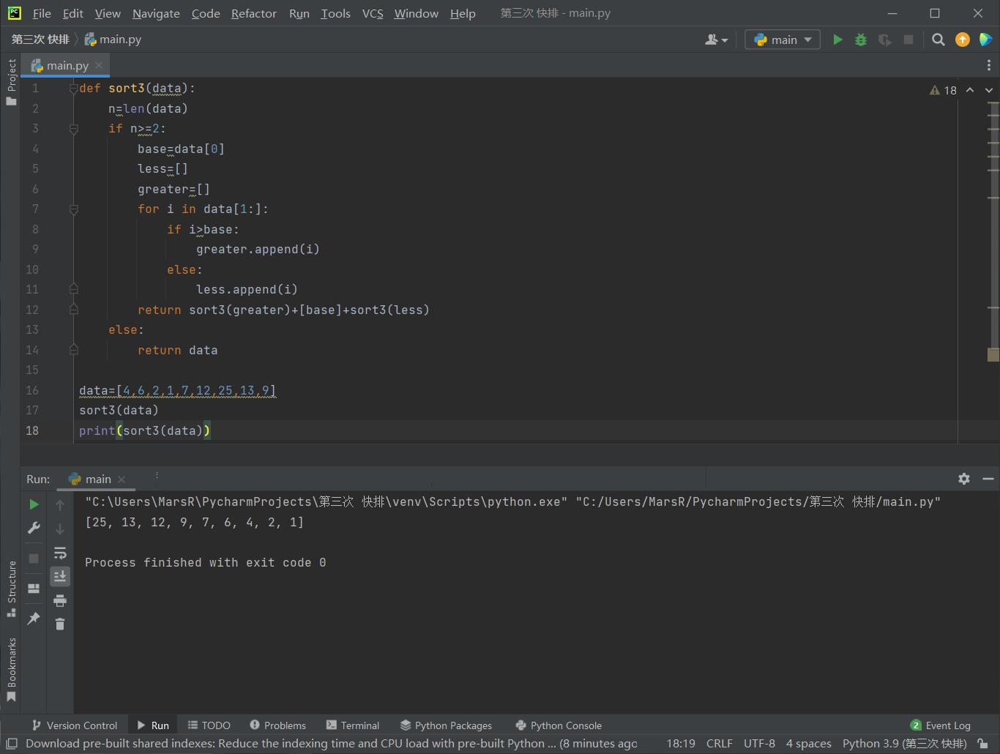 PC File Edit View Navigate Code Refactor Run Tools VCS Window Help 第三次 快排 - main.py
第三次 快排 main.py main
Project
main.py
18
1 def sort3(data):
2 n=len(data)
3 if n>=2:
4 base=data[0]
5 less=[]
6 greater=[]
7 for i in data[1:]:
8 if i>base:
9 greater.append(i)
10 else:
11 less.append(i)
12 return sort3(greater)+[base]+sort3(less)
13 else:
14 return data
15
16 data=[4,6,2,1,7,12,25,13,9]
17 sort3(data)
18 print(sort3(data))
Run: main
"C:\Users\MarsR\PycharmProjects\第三次 快排\venv\Scripts\python.exe" "C:/Users/MarsR/PycharmProjects/第三次 快排/main.py"
[25, 13, 12, 9, 7, 6, 4, 2, 1]
Process finished with exit code 0
Structure
Bookmarks
Version Control Run TODO Problems Terminal Python Packages Python Console 2 Event Log
Download pre-built shared indexes: Reduce the indexing time and CPU load with pre-built Python ... (8 minutes ago 18:19 CRLF UTF-8 4 spaces Python 3.9 (第三次 快排)